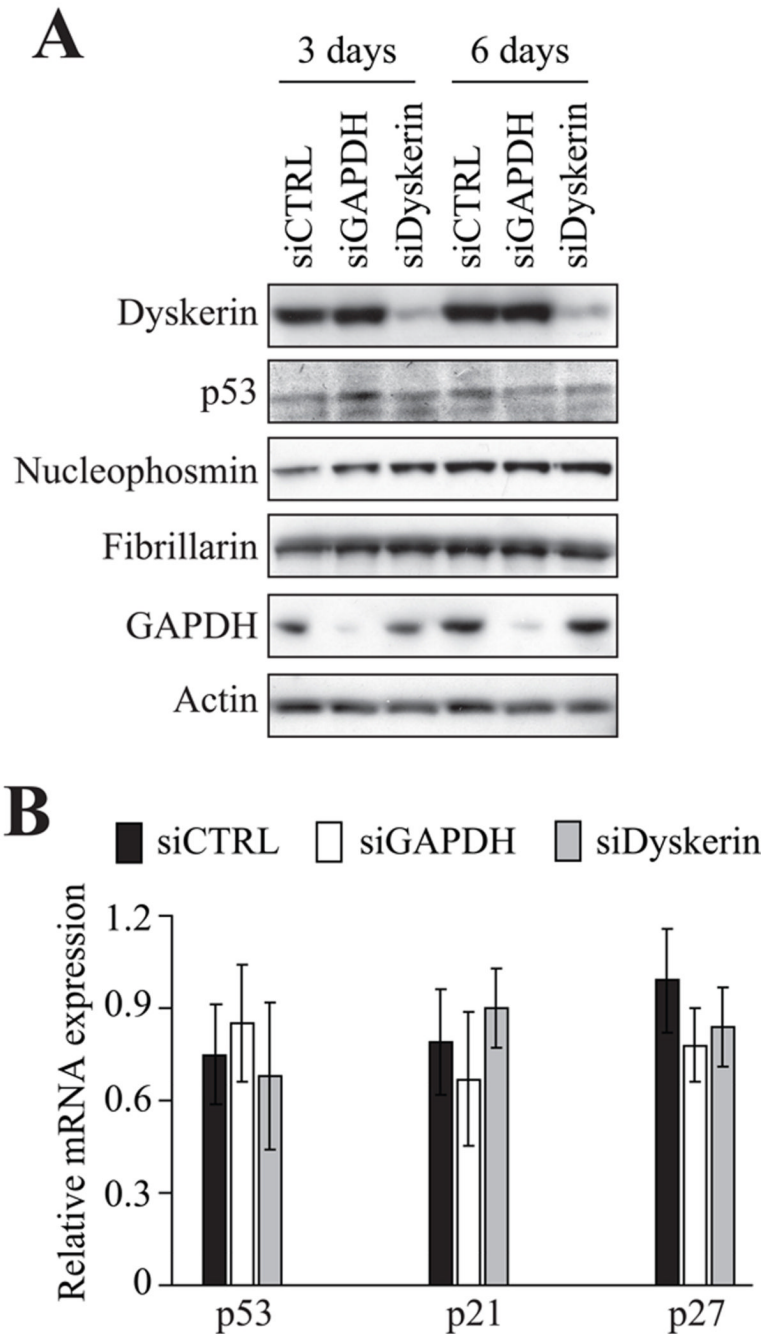 A
3 days 6 days
siCTRL siGAPDH siDyskerin siCTRL siGAPDH siDyskerin
Dyskerin
p53
Nucleophosmin
Fibrillarin
GAPDH
Actin
B
siCTRL siGAPDH siDyskerin
Relative mRNA expression
1.2
0.9
0.6
0.3
0
p53 p21 p27